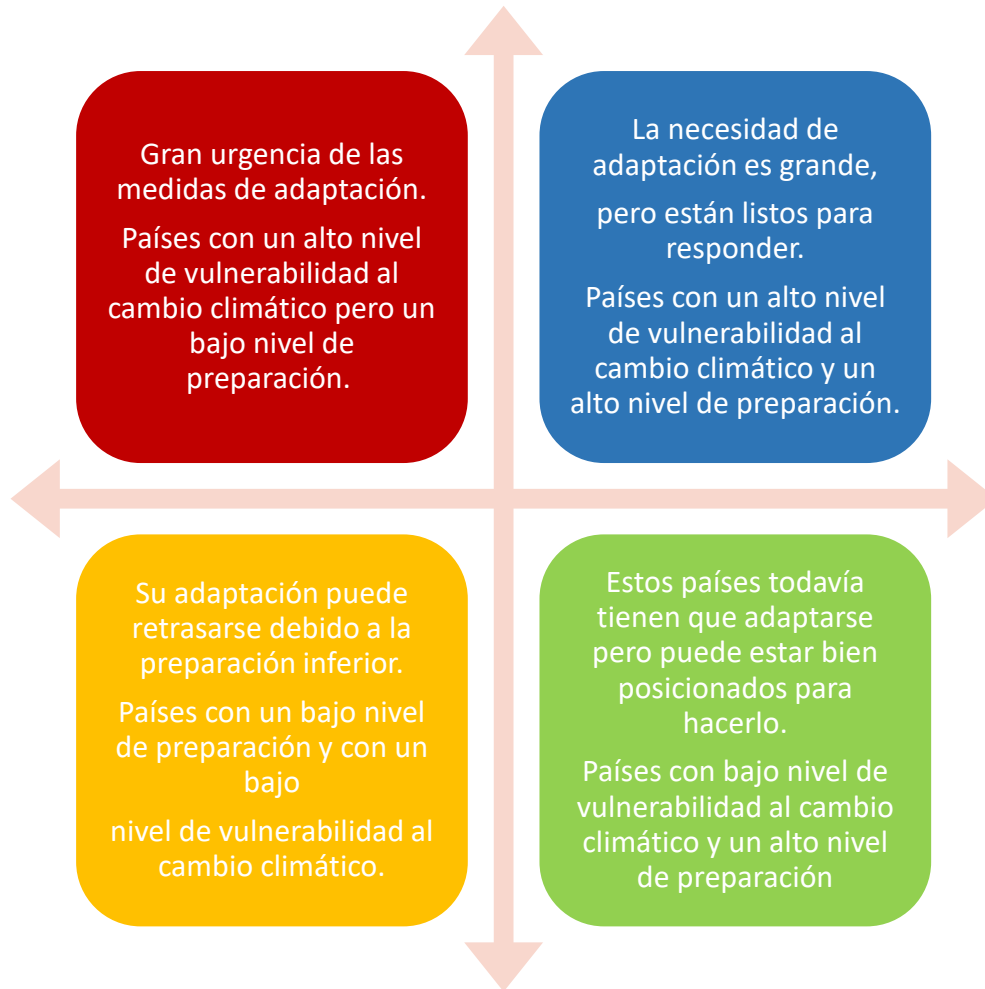 Gran urgencia de las
medidas de adaptación.
Países con un alto nivel
de vulnerabilidad al
cambio climático pero un
bajo nivel de
preparación.
La necesidad de
adaptación es grande,
pero están listos para
responder.
Países con un alto nivel
de vulnerabilidad al
cambio climático y un
alto nivel de preparación.
Su adaptación puede
retrasarse debido a la
preparación inferior.
Países con un bajo nivel
de preparación y con un
bajo
nivel de vulnerabilidad al
cambio climático.
Estos países todavía
tienen que adaptarse
pero puede estar bien
posicionados para
hacerlo.
Países con bajo nivel de
vulnerabilidad al cambio
climático y un alto nivel
de preparación